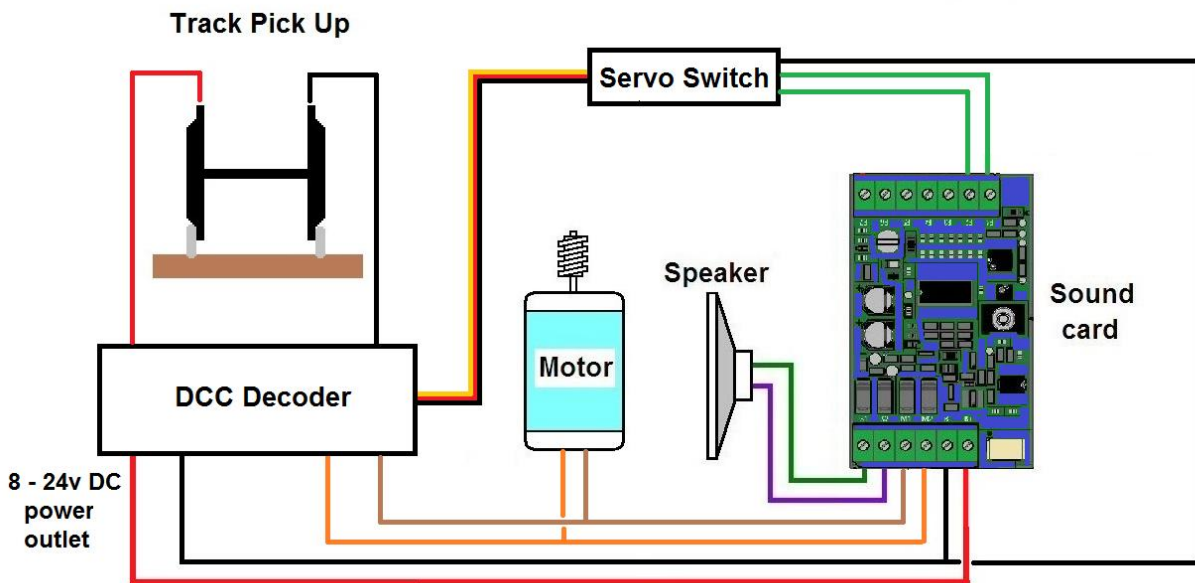 Track Pick Up
Servo Switch
Speaker
Sound
card
Motor
DCC Decoder
8 - 24v DC
power
outlet